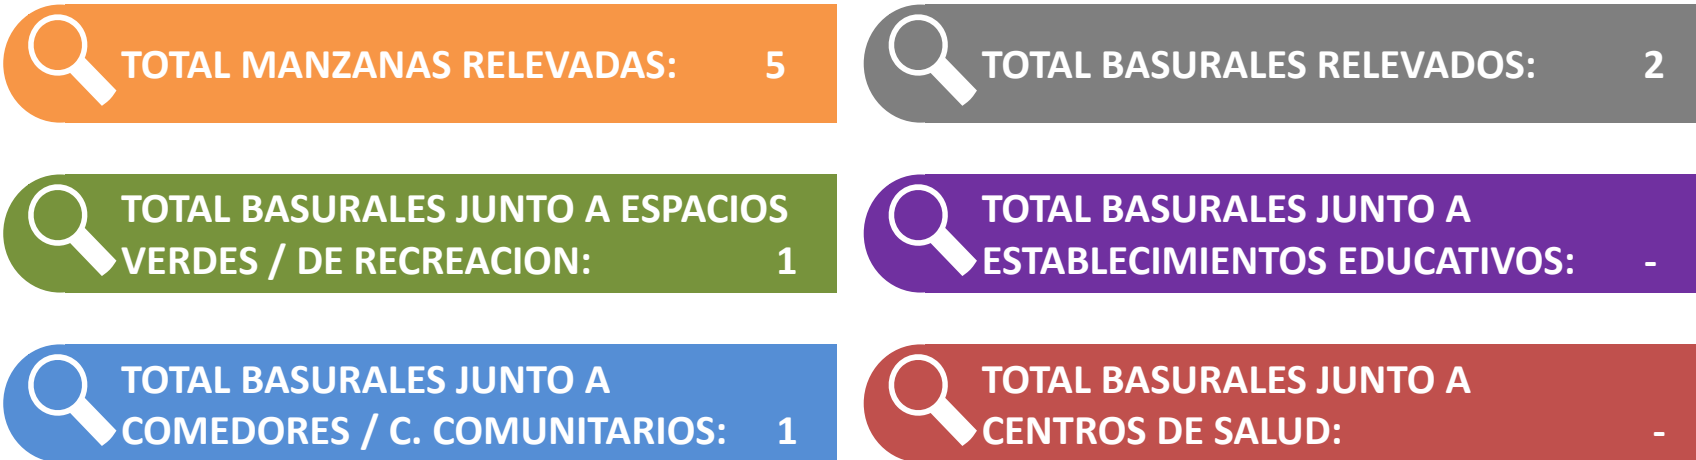 TOTAL MANZANAS RELEVADAS: 5
TOTAL BASURALES RELEVADOS: 2
TOTAL BASURALES JUNTO A ESPACIOS
VERDES / DE RECREACION: 1
TOTAL BASURALES JUNTO A
ESTABLECIMIENTOS EDUCATIVOS: -
TOTAL BASURALES JUNTO A
COMEDORES / C. COMUNITARIOS: 1
TOTAL BASURALES JUNTO A
CENTROS DE SALUD: -